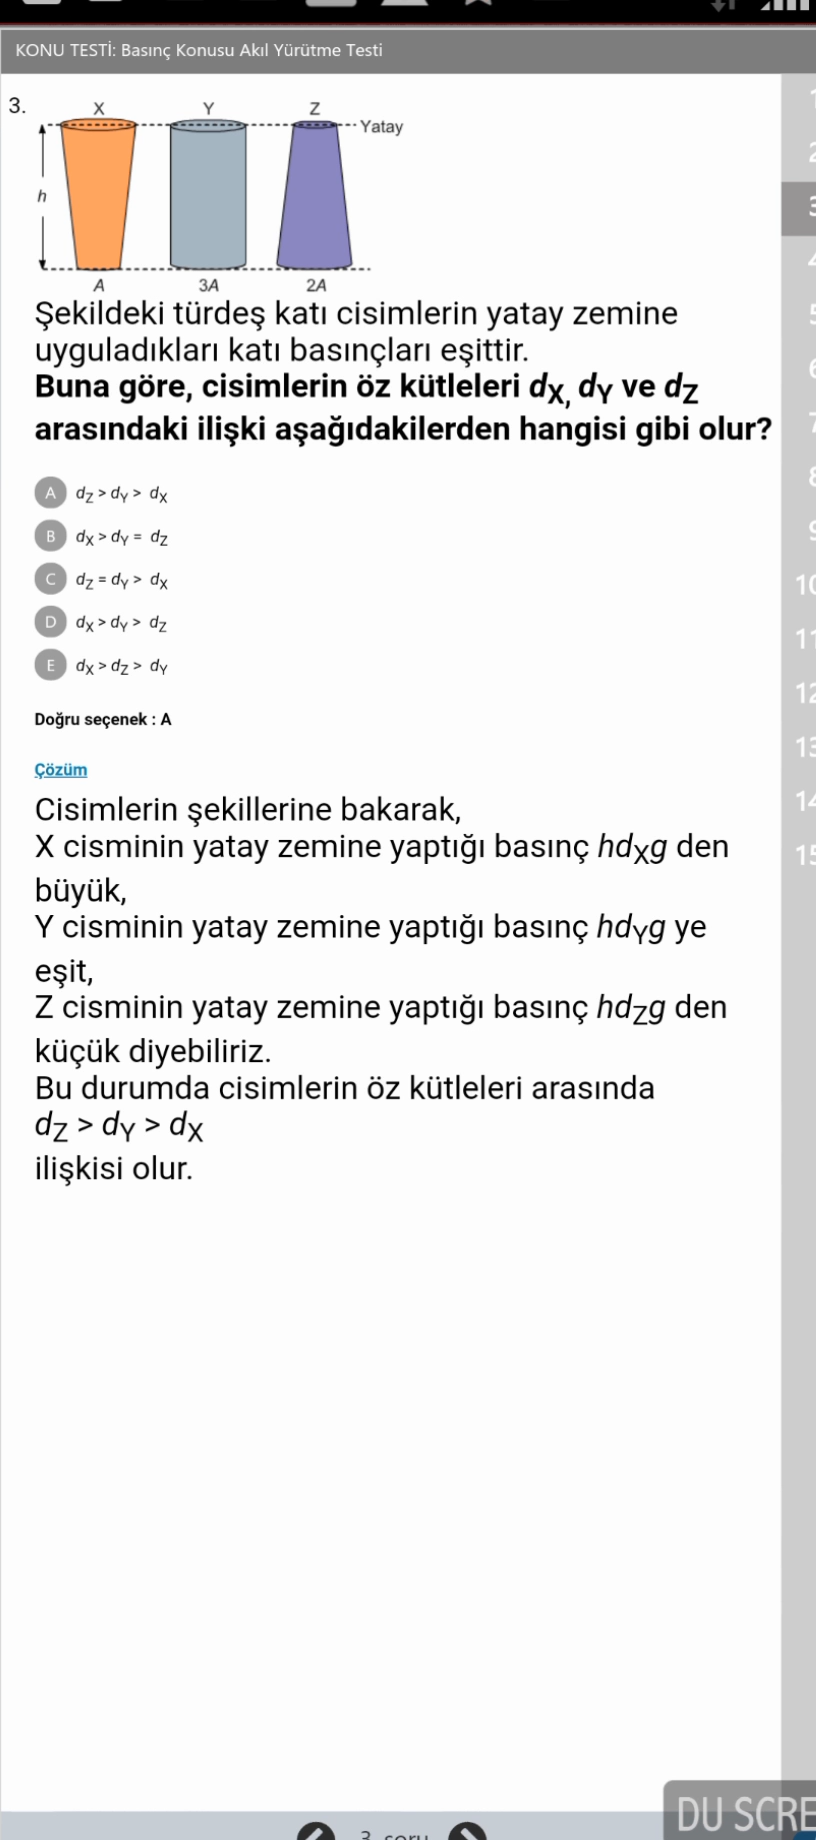 KONU TESTİ: Basınç Konusu Akıl Yürütme Testi
3.
X Y Z
Yatay
h
A 3A 2A
Şekildeki türdeş katı cisimlerin yatay zemine
uyguladıkları katı basınçları eşittir.
Buna göre, cisimlerin öz kütleleri dX, dY ve dZ
arasındaki ilişki aşağıdakilerden hangisi gibi olur?
A dZ > dY > dX
B dX > dY = dZ
C dZ = dY > dX
D dX > dY > dZ
E dX > dZ > dY
Doğru seçenek : A
Çözüm
Cisimlerin şekillerine bakarak,
X cisminin yatay zemine yaptığı basınç hdXg den
büyük,
Y cisminin yatay zemine yaptığı basınç hdYg ye
eşit,
Z cisminin yatay zemine yaptığı basınç hdZg den
küçük diyebiliriz.
Bu durumda cisimlerin öz kütleleri arasında
dZ > dY > dX
ilişkisi olur.
3. soru
DU SCRE